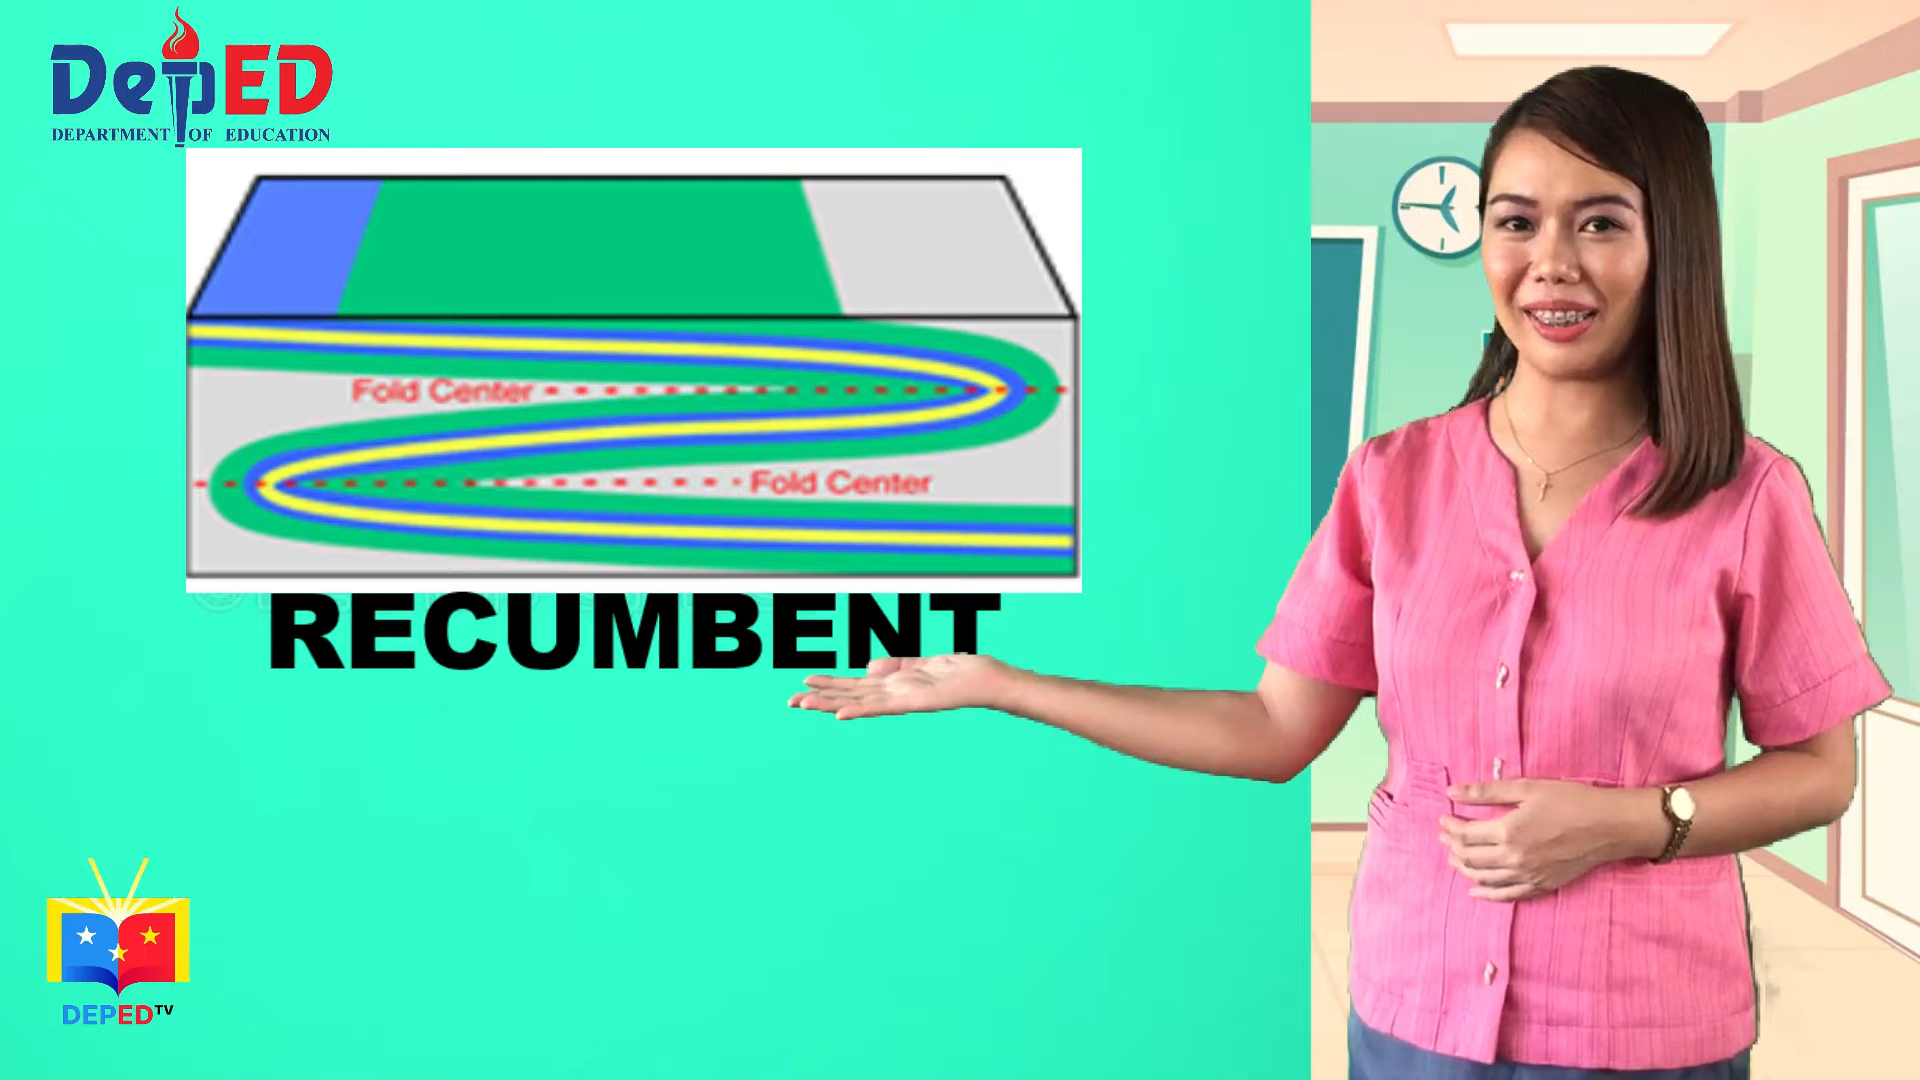 DepED
DEPARTMENT OF EDUCATION
Fold Center
Fold Center
RECUMBENT
DEPED TV